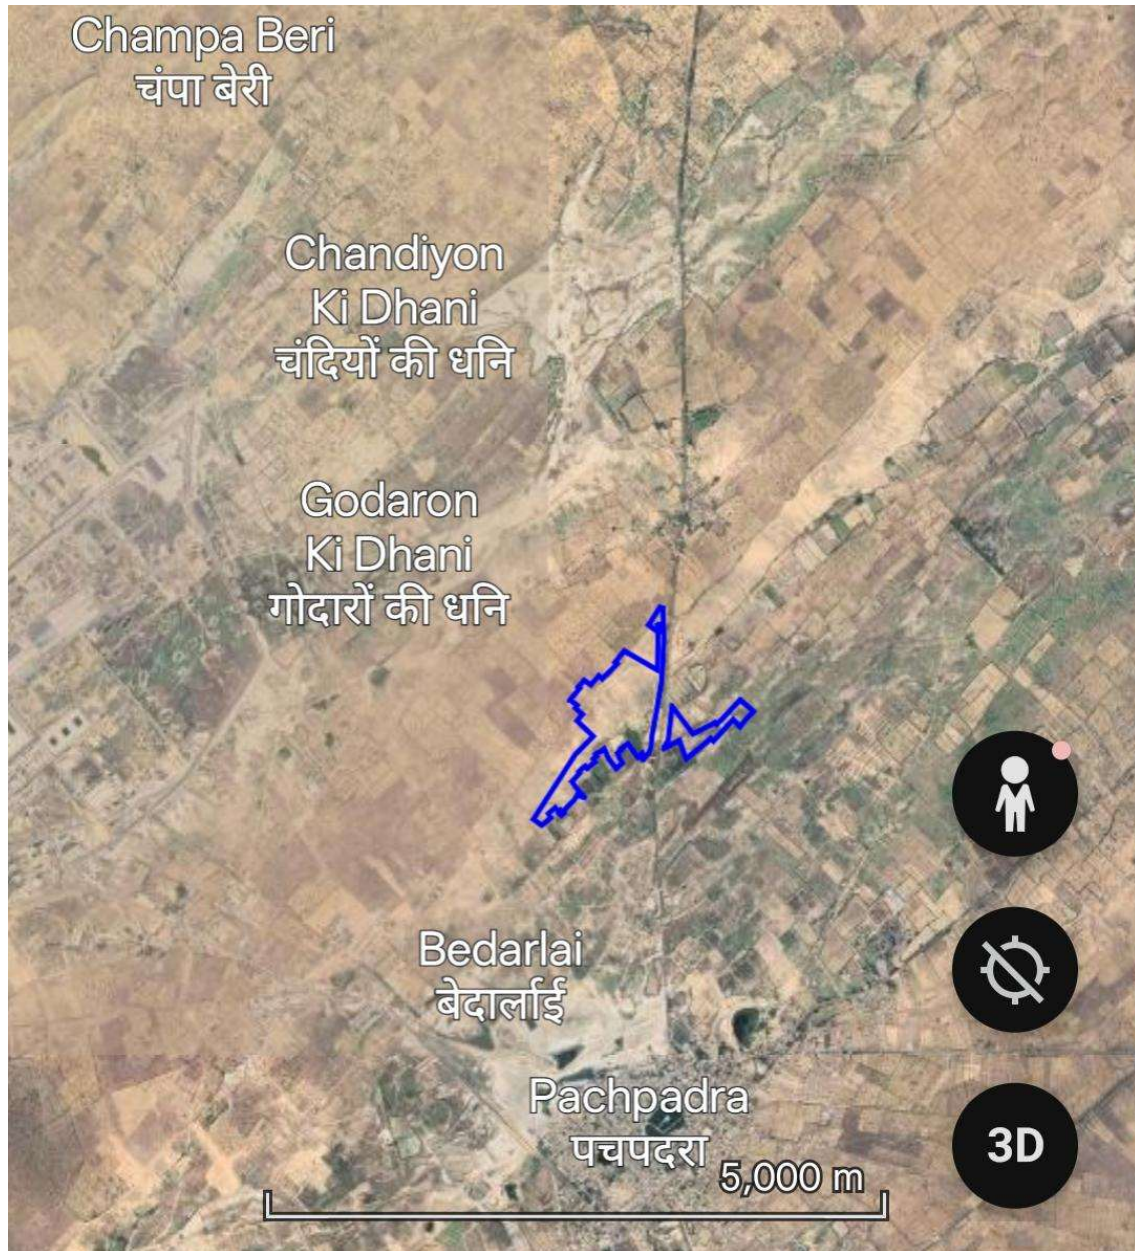 Champa Beri
चंपा बेरी
Chandiyon
Ki Dhani
चंदियों की धनि
Godaron
Ki Dhani
गोदारों की धनि
Bedarlai
बेदार्लाई
Pachpadra
पचपदरा
5,000 m
3D